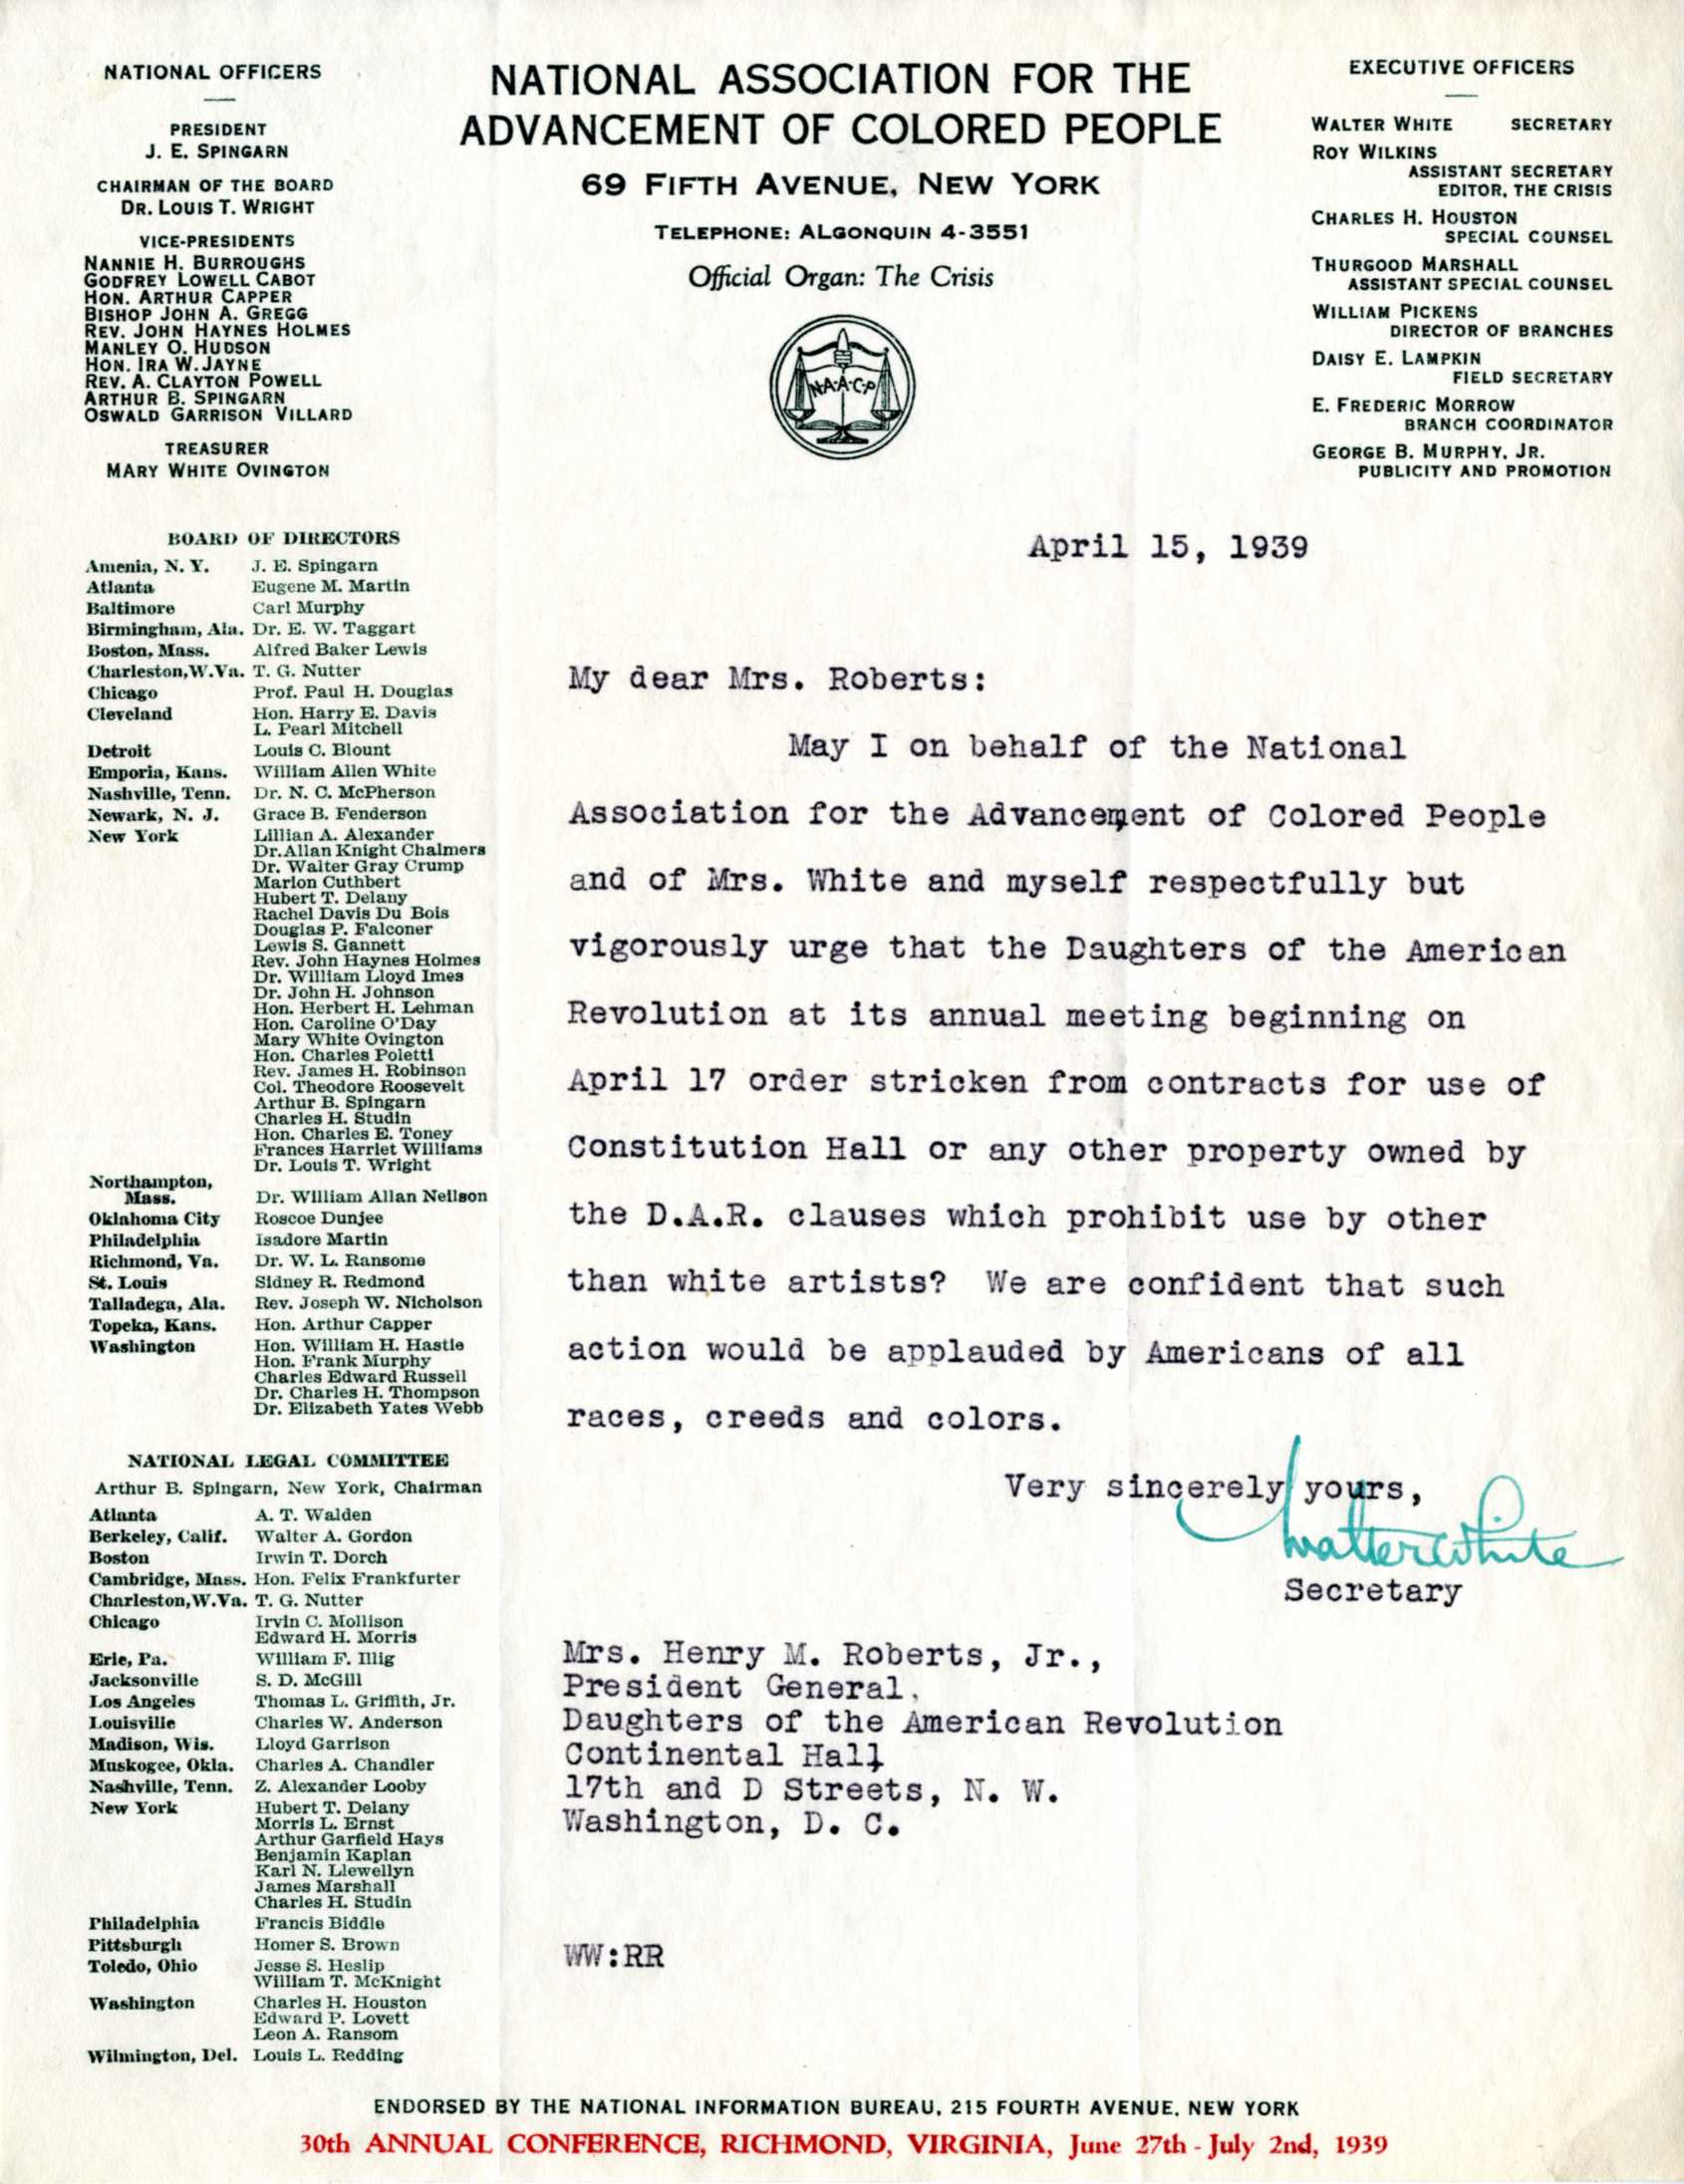 NATIONAL OFFICERS
PRESIDENT
J. E. SPINGARN
CHAIRMAN OF THE BOARD
DR. LOUIS T. WRIGHT
VICE-PRESIDENTS
NANNIE H. BURROUGHS
GODFREY LOWELL CABOT
HON. ARTHUR CAPPER
BISHOP JOHN A. GREGG
REV. JOHN HAYNES HOLMES
MANLEY O. HUDSON
HON. IRA W. JAYNE
REV. A. CLAYTON POWELL
ARTHUR B. SPINGARN
OSWALD GARRISON VILLARD
TREASURER
MARY WHITE OVINGTON
NATIONAL ASSOCIATION FOR THE
ADVANCEMENT OF COLORED PEOPLE
69 FIFTH AVENUE, NEW YORK
TELEPHONE: ALGONQUIN 4-3551
Official Organ: The Crisis
N·A·A·C·P
EXECUTIVE OFFICERS
WALTER WHITE SECRETARY
ROY WILKINS
ASSISTANT SECRETARY
EDITOR, THE CRISIS
CHARLES H. HOUSTON
SPECIAL COUNSEL
THURGOOD MARSHALL
ASSISTANT SPECIAL COUNSEL
WILLIAM PICKENS
DIRECTOR OF BRANCHES
DAISY E. LAMPKIN
FIELD SECRETARY
E. FREDERIC MORROW
BRANCH COORDINATOR
GEORGE B. MURPHY, JR.
PUBLICITY AND PROMOTION
BOARD OF DIRECTORS
Amenia, N. Y. J. E. Spingarn
Atlanta Eugene M. Martin
Baltimore Carl Murphy
Birmingham, Ala. Dr. E. W. Taggart
Boston, Mass. Alfred Baker Lewis
Charleston,W.Va. T. G. Nutter
Chicago Prof. Paul H. Douglas
Cleveland Hon. Harry E. Davis
L. Pearl Mitchell
Detroit Louis C. Blount
Emporia, Kans. William Allen White
Nashville, Tenn. Dr. N. C. McPherson
Newark, N. J. Grace B. Fenderson
New York Lillian A. Alexander
Dr.Allan Knight Chalmers
Dr. Walter Gray Crump
Marion Cuthbert
Hubert T. Delany
Rachel Davis Du Bois
Douglas P. Falconer
Lewis S. Gannett
Rev. John Haynes Holmes
Dr. William Lloyd Imes
Dr. John H. Johnson
Hon. Herbert H. Lehman
Hon. Caroline O'Day
Mary White Ovington
Hon. Charles Poletti
Rev. James H. Robinson
Col. Theodore Roosevelt
Arthur B. Spingarn
Charles H. Studin
Hon. Charles E. Toney
Frances Harriet Williams
Dr. Louis T. Wright
Northampton,
Mass. Dr. William Allan Neilson
Oklahoma City Roscoe Dunjee
Philadelphia Isadore Martin
Richmond, Va. Dr. W. L. Ransome
St. Louis Sidney R. Redmond
Talladega, Ala. Rev. Joseph W. Nicholson
Topeka, Kans. Hon. Arthur Capper
Washington Hon. William H. Hastie
Hon. Frank Murphy
Charles Edward Russell
Dr. Charles H. Thompson
Dr. Elizabeth Yates Webb
NATIONAL LEGAL COMMITTEE
Arthur B. Spingarn, New York, Chairman
Atlanta A. T. Walden
Berkeley, Calif. Walter A. Gordon
Boston Irwin T. Dorch
Cambridge, Mass. Hon. Felix Frankfurter
Charleston,W.Va. T. G. Nutter
Chicago Irvin C. Mollison
Edward H. Morris
Erie, Pa. William F. Illig
Jacksonville S. D. McGill
Los Angeles Thomas L. Griffith, Jr.
Louisville Charles W. Anderson
Madison, Wis. Lloyd Garrison
Muskogee, Okla. Charles A. Chandler
Nashville, Tenn. Z. Alexander Looby
New York Hubert T. Delany
Morris L. Ernst
Arthur Garfield Hays
Benjamin Kaplan
Karl N. Llewellyn
James Marshall
Charles H. Studin
Philadelphia Francis Biddle
Pittsburgh Homer S. Brown
Toledo, Ohio Jesse S. Heslip
William T. McKnight
Washington Charles H. Houston
Edward P. Lovett
Leon A. Ransom
Wilmington, Del. Louis L. Redding
April 15, 1939
My dear Mrs. Roberts:
May I on behalf of the National
Association for the Advancement of Colored People
and of Mrs. White and myself respectfully but
vigorously urge that the Daughters of the American
Revolution at its annual meeting beginning on
April 17 order stricken from contracts for use of
Constitution Hall or any other property owned by
the D.A.R. clauses which prohibit use by other
than white artists? We are confident that such
action would be applauded by Americans of all
races, creeds and colors.
Very sincerely yours,
Walter White
Secretary
Mrs. Henry M. Roberts, Jr.,
President General,
Daughters of the American Revolution
Continental Hall
17th and D Streets, N. W.
Washington, D. C.
WW:RR
ENDORSED BY THE NATIONAL INFORMATION BUREAU, 215 FOURTH AVENUE, NEW YORK
30th ANNUAL CONFERENCE, RICHMOND, VIRGINIA, June 27th - July 2nd, 1939